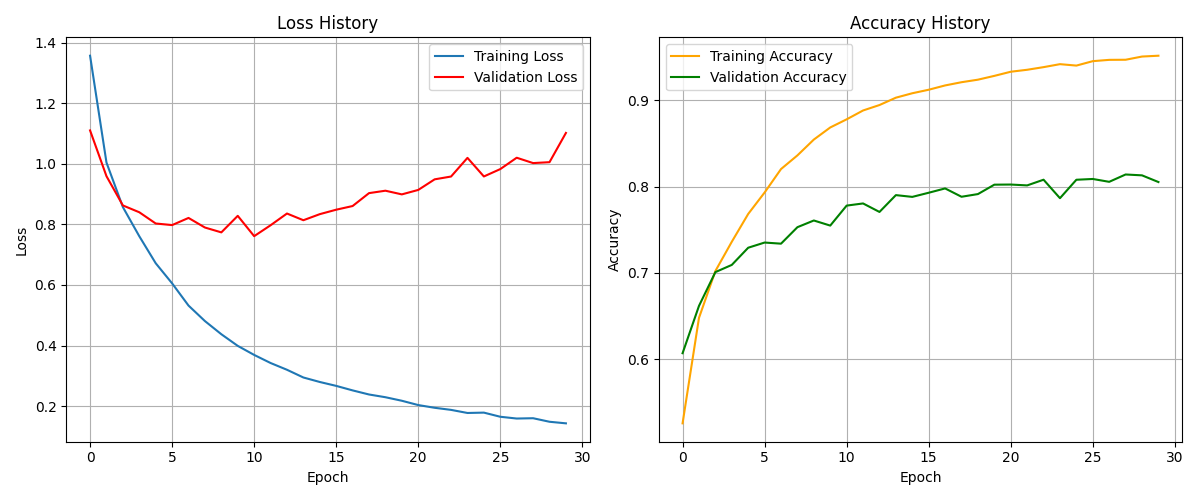 Loss History
Training Loss
Validation Loss
1.4
1.2
1.0
0.8
0.6
0.4
0.2
Loss
0 5 10 15 20 25 30
Epoch
Accuracy History
Training Accuracy
Validation Accuracy
0.9
0.8
0.7
0.6
Accuracy
0 5 10 15 20 25 30
Epoch